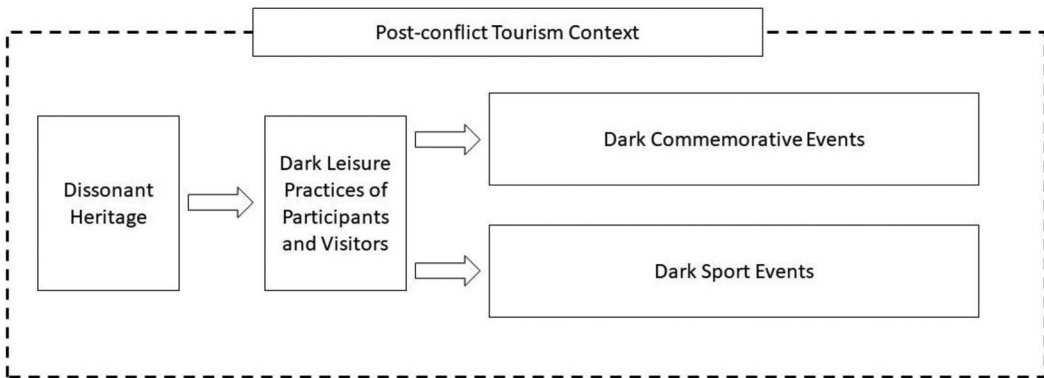 Post-conflict Tourism Context
Dissonant
Heritage
Dark Leisure
Practices of
Participants
and Visitors
Dark Commemorative Events
Dark Sport Events